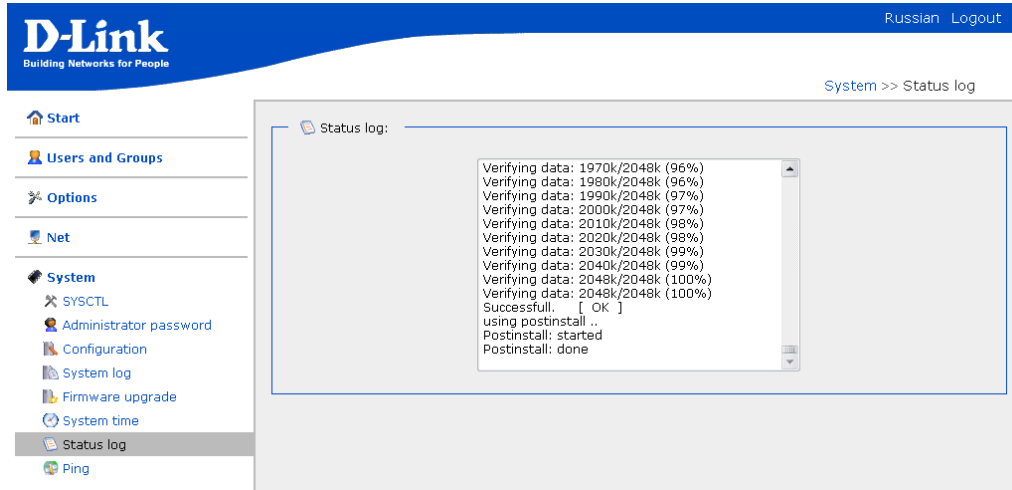 Russian Logout
D-Link
Building Networks for People
System >> Status log
Start
Users and Groups
Options
Net
System
SYSCTL
Administrator password
Configuration
System log
Firmware upgrade
System time
Status log
Ping
Status log:
Verifying data: 1970k/2048k (96%)
Verifying data: 1980k/2048k (96%)
Verifying data: 1990k/2048k (97%)
Verifying data: 2000k/2048k (97%)
Verifying data: 2010k/2048k (98%)
Verifying data: 2020k/2048k (98%)
Verifying data: 2030k/2048k (99%)
Verifying data: 2040k/2048k (99%)
Verifying data: 2048k/2048k (100%)
Verifying data: 2048k/2048k (100%)
Successfull. [ OK ]
using postinstall ..
Postinstall: started
Postinstall: done